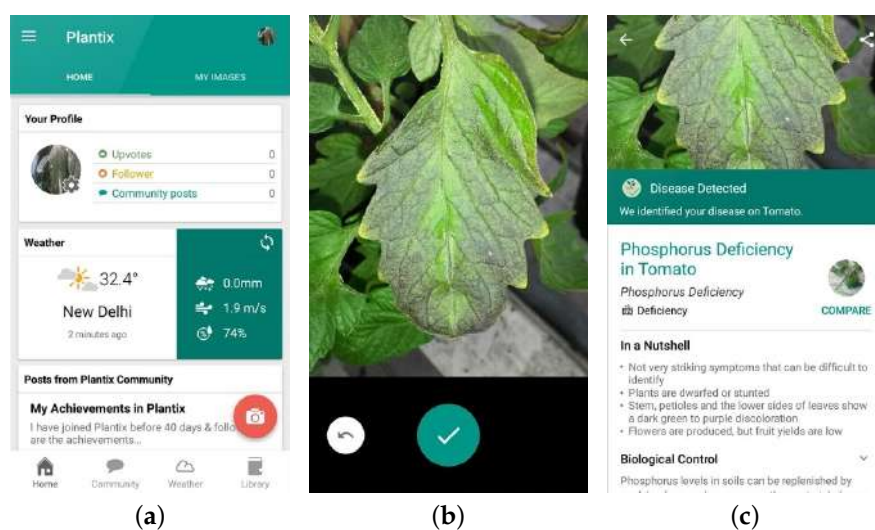 Plantix
HOME
MY IMAGES
Your Profile
Upvotes 0
Follower 0
Community posts 0
Weather
32.4°
New Delhi
2 minutes ago
0.0mm
1.9 m/s
74%
Posts from Plantix Community
My Achievements in Plantix
I have joined Plantix before 40 days & follo
are the achievements...
Home
Community
Weather
Library
(a)
(b)
Disease Detected
We identified your disease on Tomato.
Phosphorus Deficiency
in Tomato
Phosphorus Deficiency
Deficiency
COMPARE
In a Nutshell
• Not very striking symptoms that can be difficult to
identify
• Plants are dwarfed or stunted
• Stem, petioles and the lower sides of leaves show
a dark green to purple discoloration
• Flowers are produced, but fruit yields are low
Biological Control
Phosphorus levels in soils can be replenished by
(c)